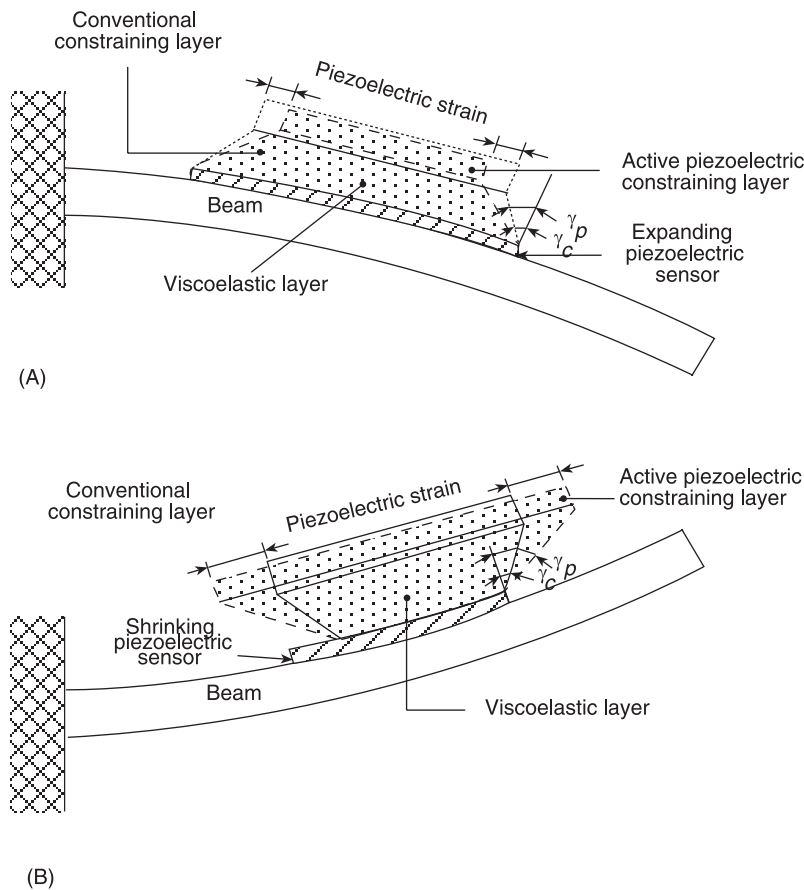 Conventional
constraining layer
Piezoelectric strain
Active piezoelectric
constraining layer
γp
γc
Beam
Expanding
piezoelectric
sensor
Viscoelastic layer
(A)
Conventional
constraining layer
Piezoelectric strain
Active piezoelectric
constraining layer
γp
γc
Shrinking
piezoelectric
sensor
Beam
Viscoelastic layer
(B)